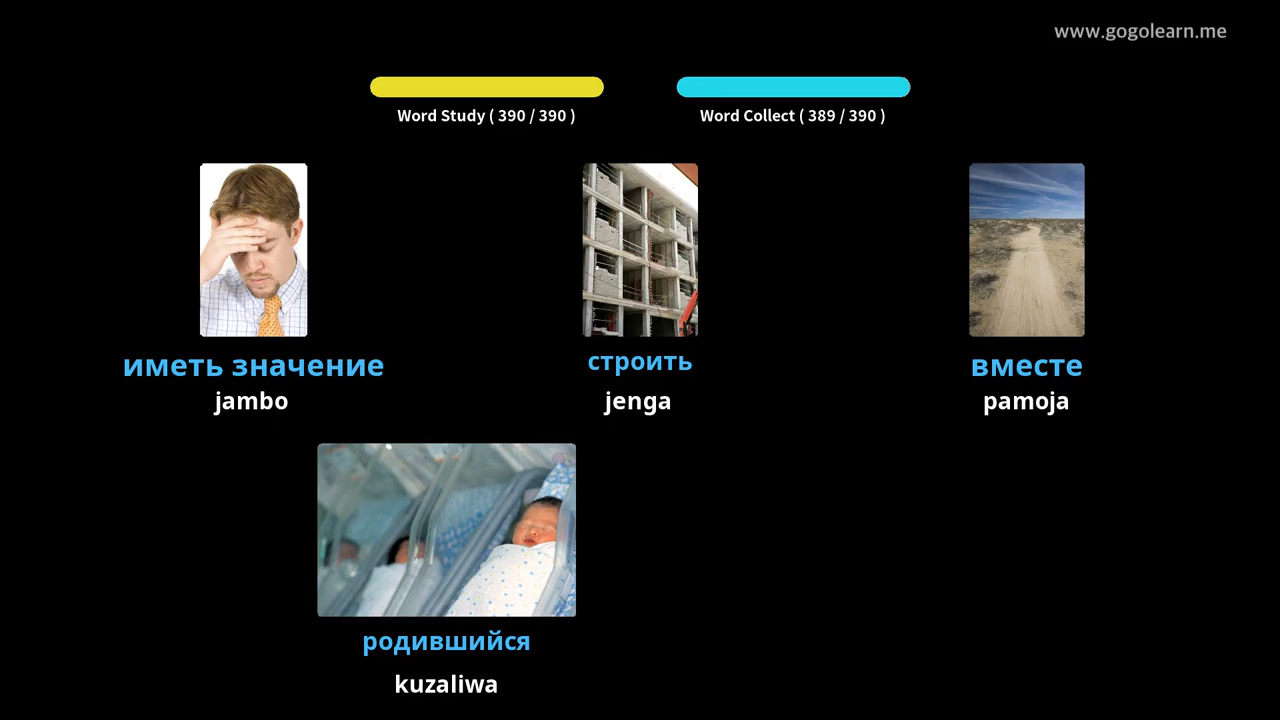 www.gogolearn.me
Word Study ( 390 / 390 )
Word Collect ( 389 / 390 )
иметь значение
jambo
строить
jenga
вместе
pamoja
родившийся
kuzaliwa